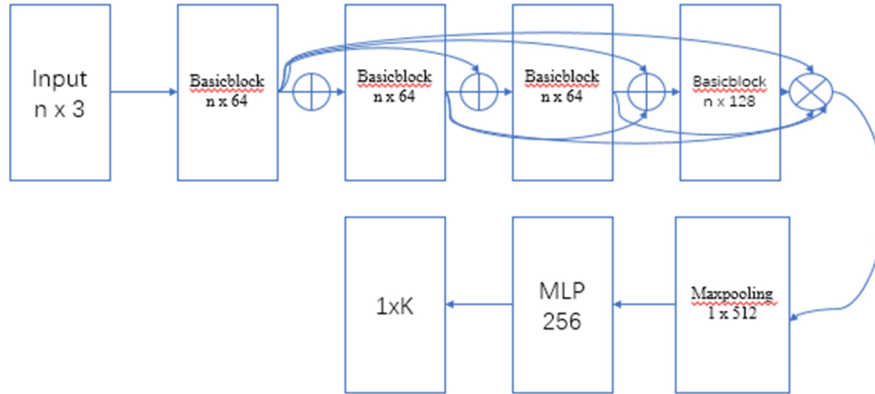 Input
n x 3
Basicblock
n x 64
Basicblock
n x 64
Basicblock
n x 64
Basicblock
n x 128
1xK
MLP
256
Maxpooling
1 x 512